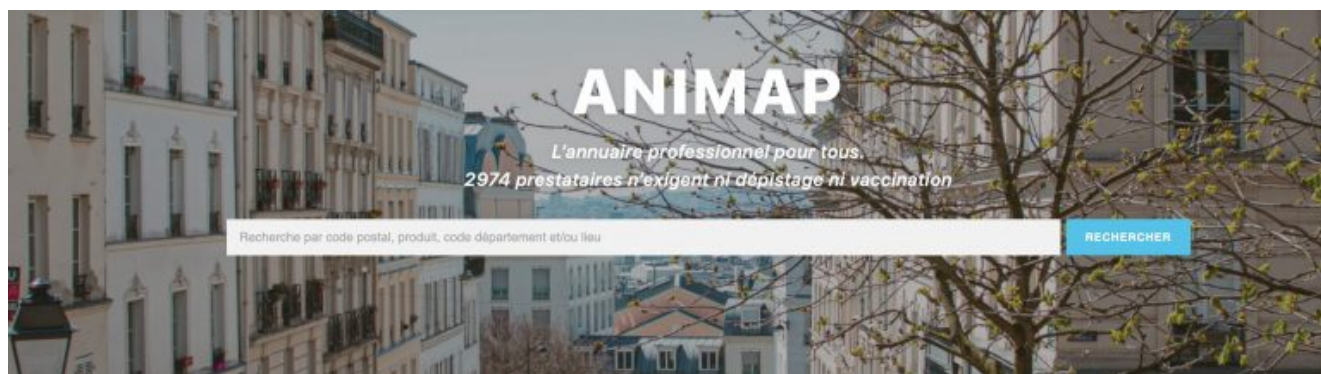 ANIMAP
L'annuaire professionnel pour tous.
2974 prestataires n'exigent ni dépistage ni vaccination
Recherche par code postal, produit, code département et/ou lieu
RECHERCHER